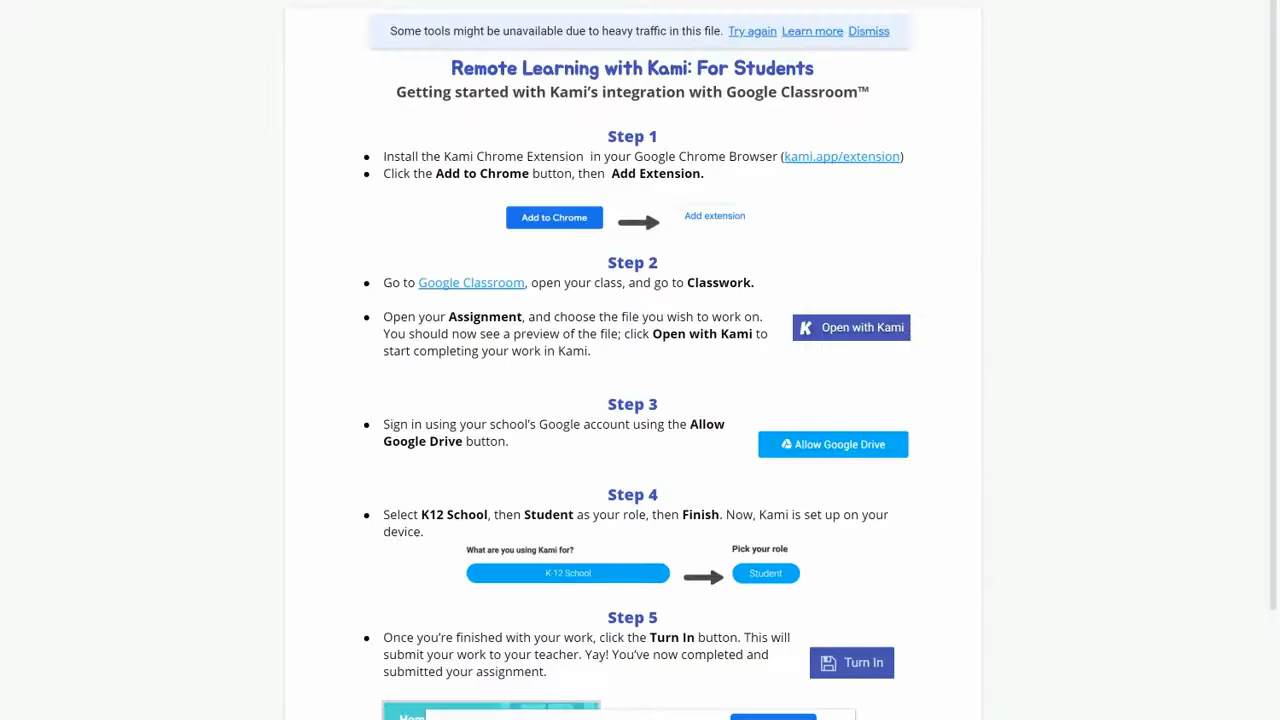 Some tools might be unavailable due to heavy traffic in this file. Try again Learn more Dismiss
Remote Learning with Kami: For Students
Getting started with Kami's integration with Google Classroom™
Step 1
● Install the Kami Chrome Extension in your Google Chrome Browser (kami.app/extension)
● Click the Add to Chrome button, then Add Extension.
Add to Chrome Add extension
Step 2
● Go to Google Classroom, open your class, and go to Classwork.
● Open your Assignment, and choose the file you wish to work on.
You should now see a preview of the file; click Open with Kami to
start completing your work in Kami.
Open with Kami
Step 3
● Sign in using your school's Google account using the Allow
Google Drive button.
Allow Google Drive
Step 4
● Select K12 School, then Student as your role, then Finish. Now, Kami is set up on your
device.
What are you using Kami for? Pick your role
K-12 School Student
Step 5
● Once you’re finished with your work, click the Turn In button. This will
submit your work to your teacher. Yay! You’ve now completed and
submitted your assignment.
Turn In